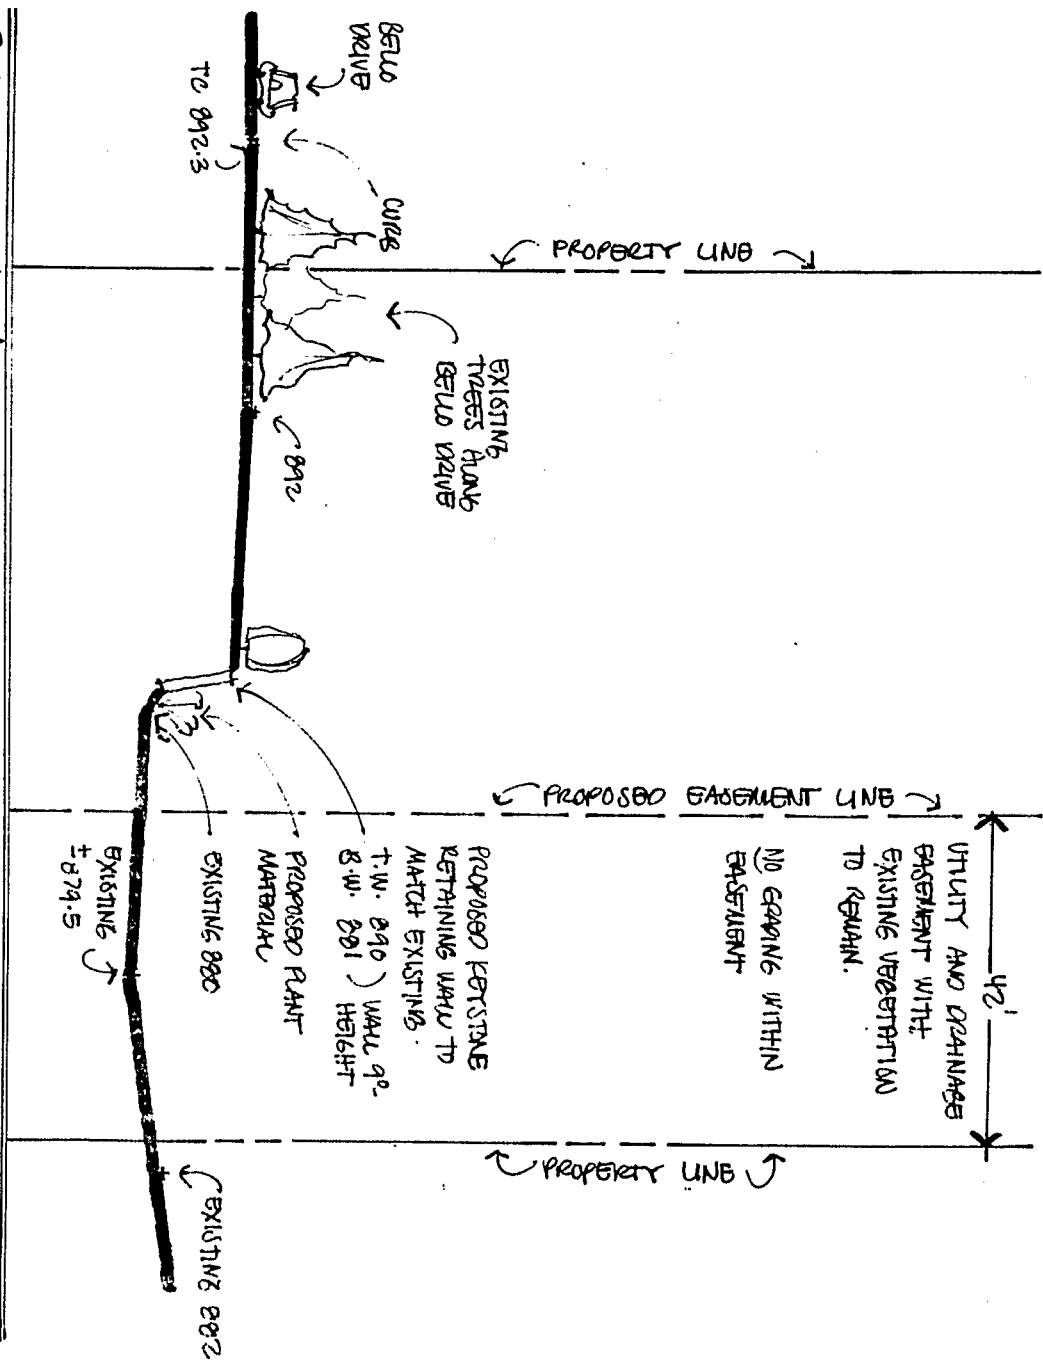 BELLO
DRIVE
TC 892.3
CURB
PROPERTY LINE
EXISTING
TREES ALONG
BELLO DRIVE
892
PROPOSED EASEMENT LINE
42'
UTILITY AND DRAINAGE
EASEMENT WITH
EXISTING VEGETATION
TO REMAIN.
NO GRADING WITHIN
EASEMENT
PROPOSED KEYSTONE
RETAINING WALL TO
MATCH EXISTING.
T.W. 890 ) WALL 9'-
B.W. 881 ) HEIGHT
PROPOSED PLANT
MATERIAL
EXISTING 880
EXISTING
± 879.5
PROPERTY LINE
EXISTING 882